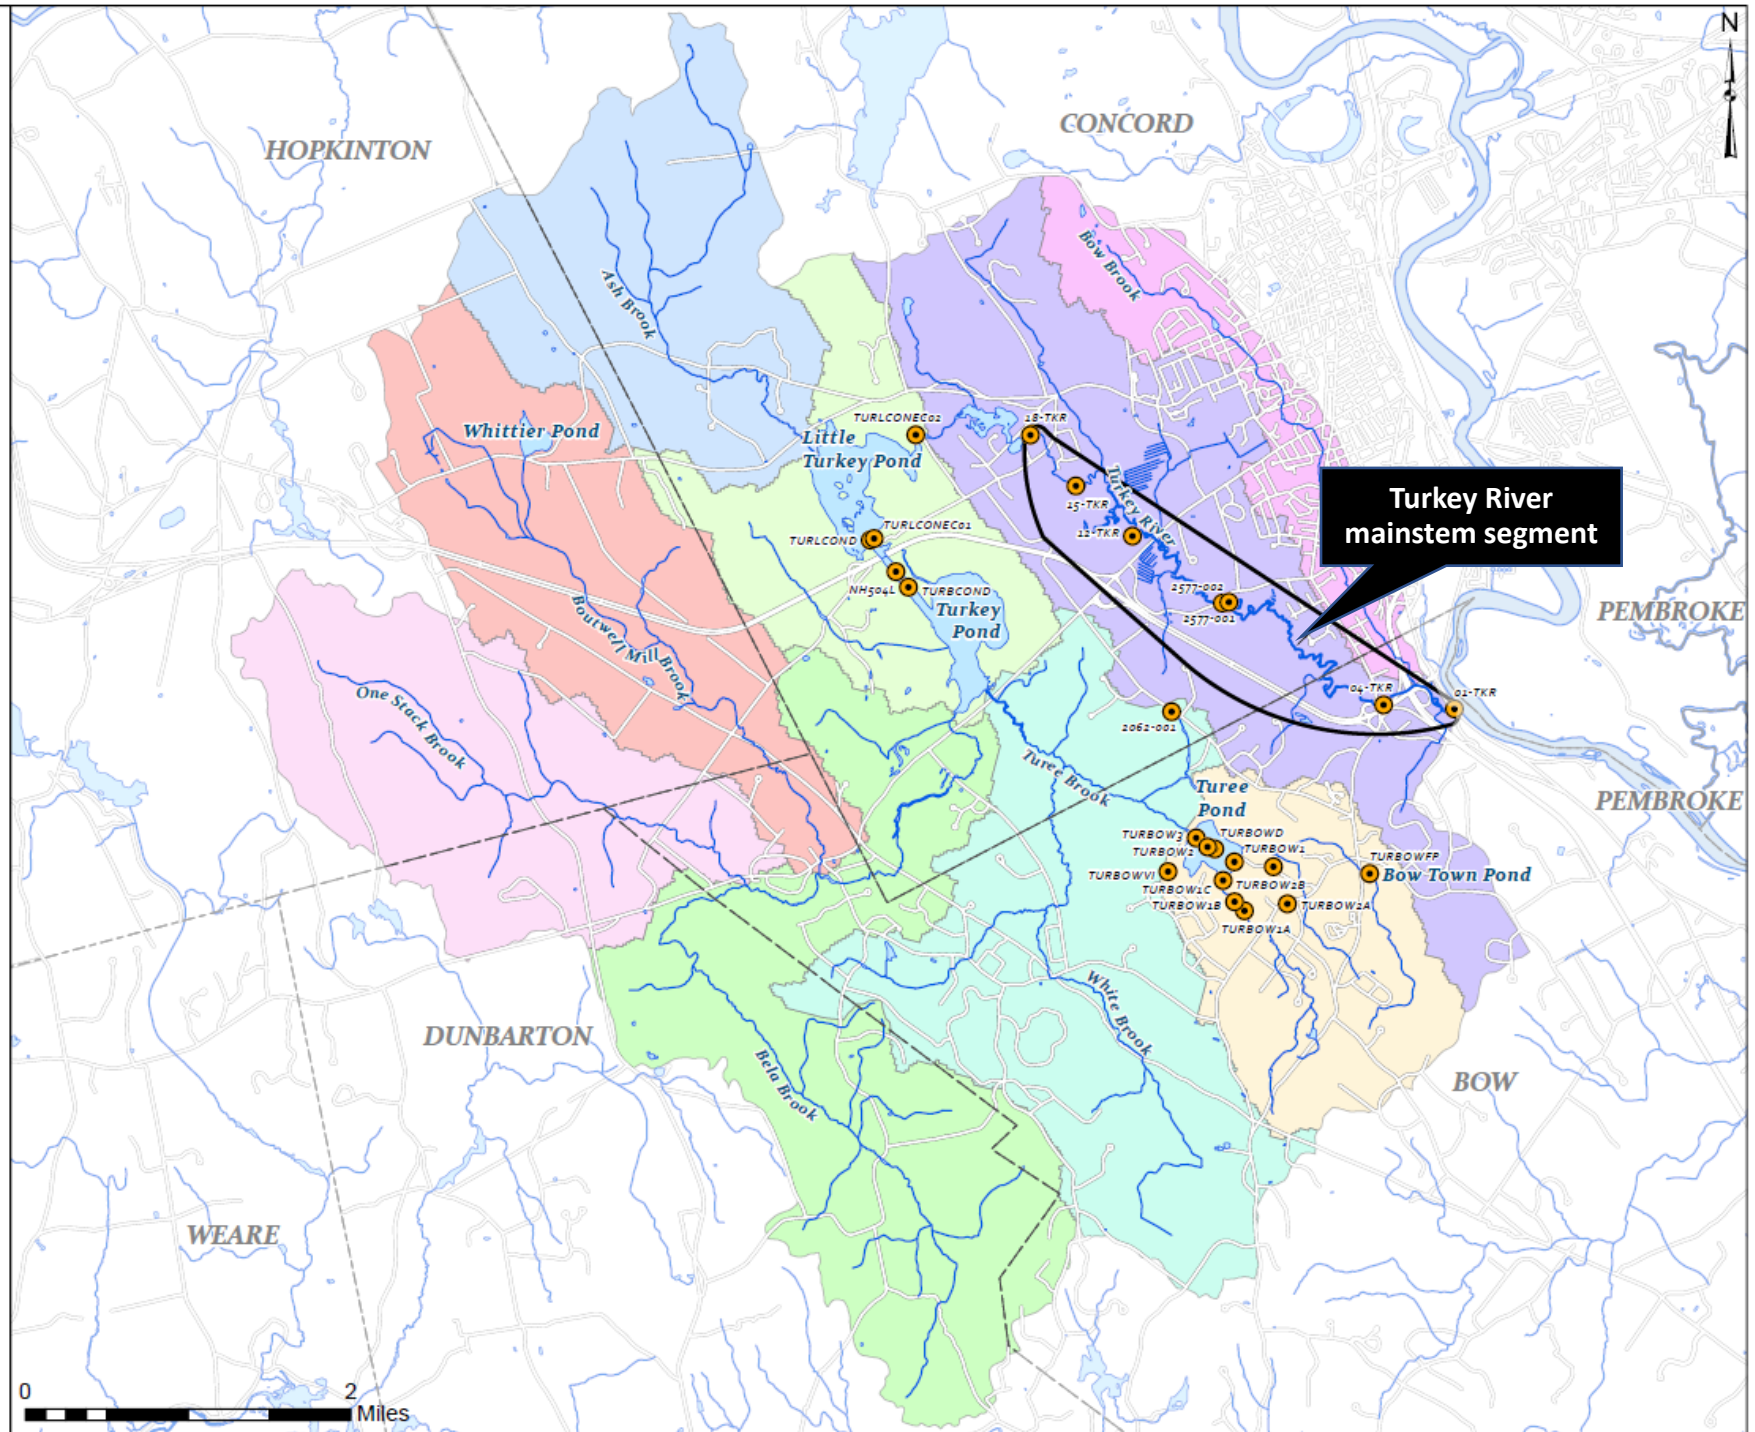 N
HOPKINTON
CONCORD
Bow Brook
Ash Brook
TURLCONEC02
18-TKR
Whittier Pond
Little
Turkey Pond
Turkey River
15-TKR
12-TKR
Turkey River
mainstem segment
TURLCONEC01
TURLCOND
NH504L
TURBCOND
Turkey
Pond
2577-002
2577-001
PEMBROKE
Boutwell Mill Brook
One Stack Brook
04-TKR
01-TKR
2062-001
Turee Brook
Turee
Pond
PEMBROKE
TURBOW3
TURBOWD
TURBOW2
TURBOW1
TURBOWFP
TURBOWVI
Bow Town Pond
TURBOW1C
TURBOW2B
TURBOW1B
TURBOW2A
TURBOW1A
White Brook
DUNBARTON
Bela Brook
BOW
WEARE
0 2
Miles